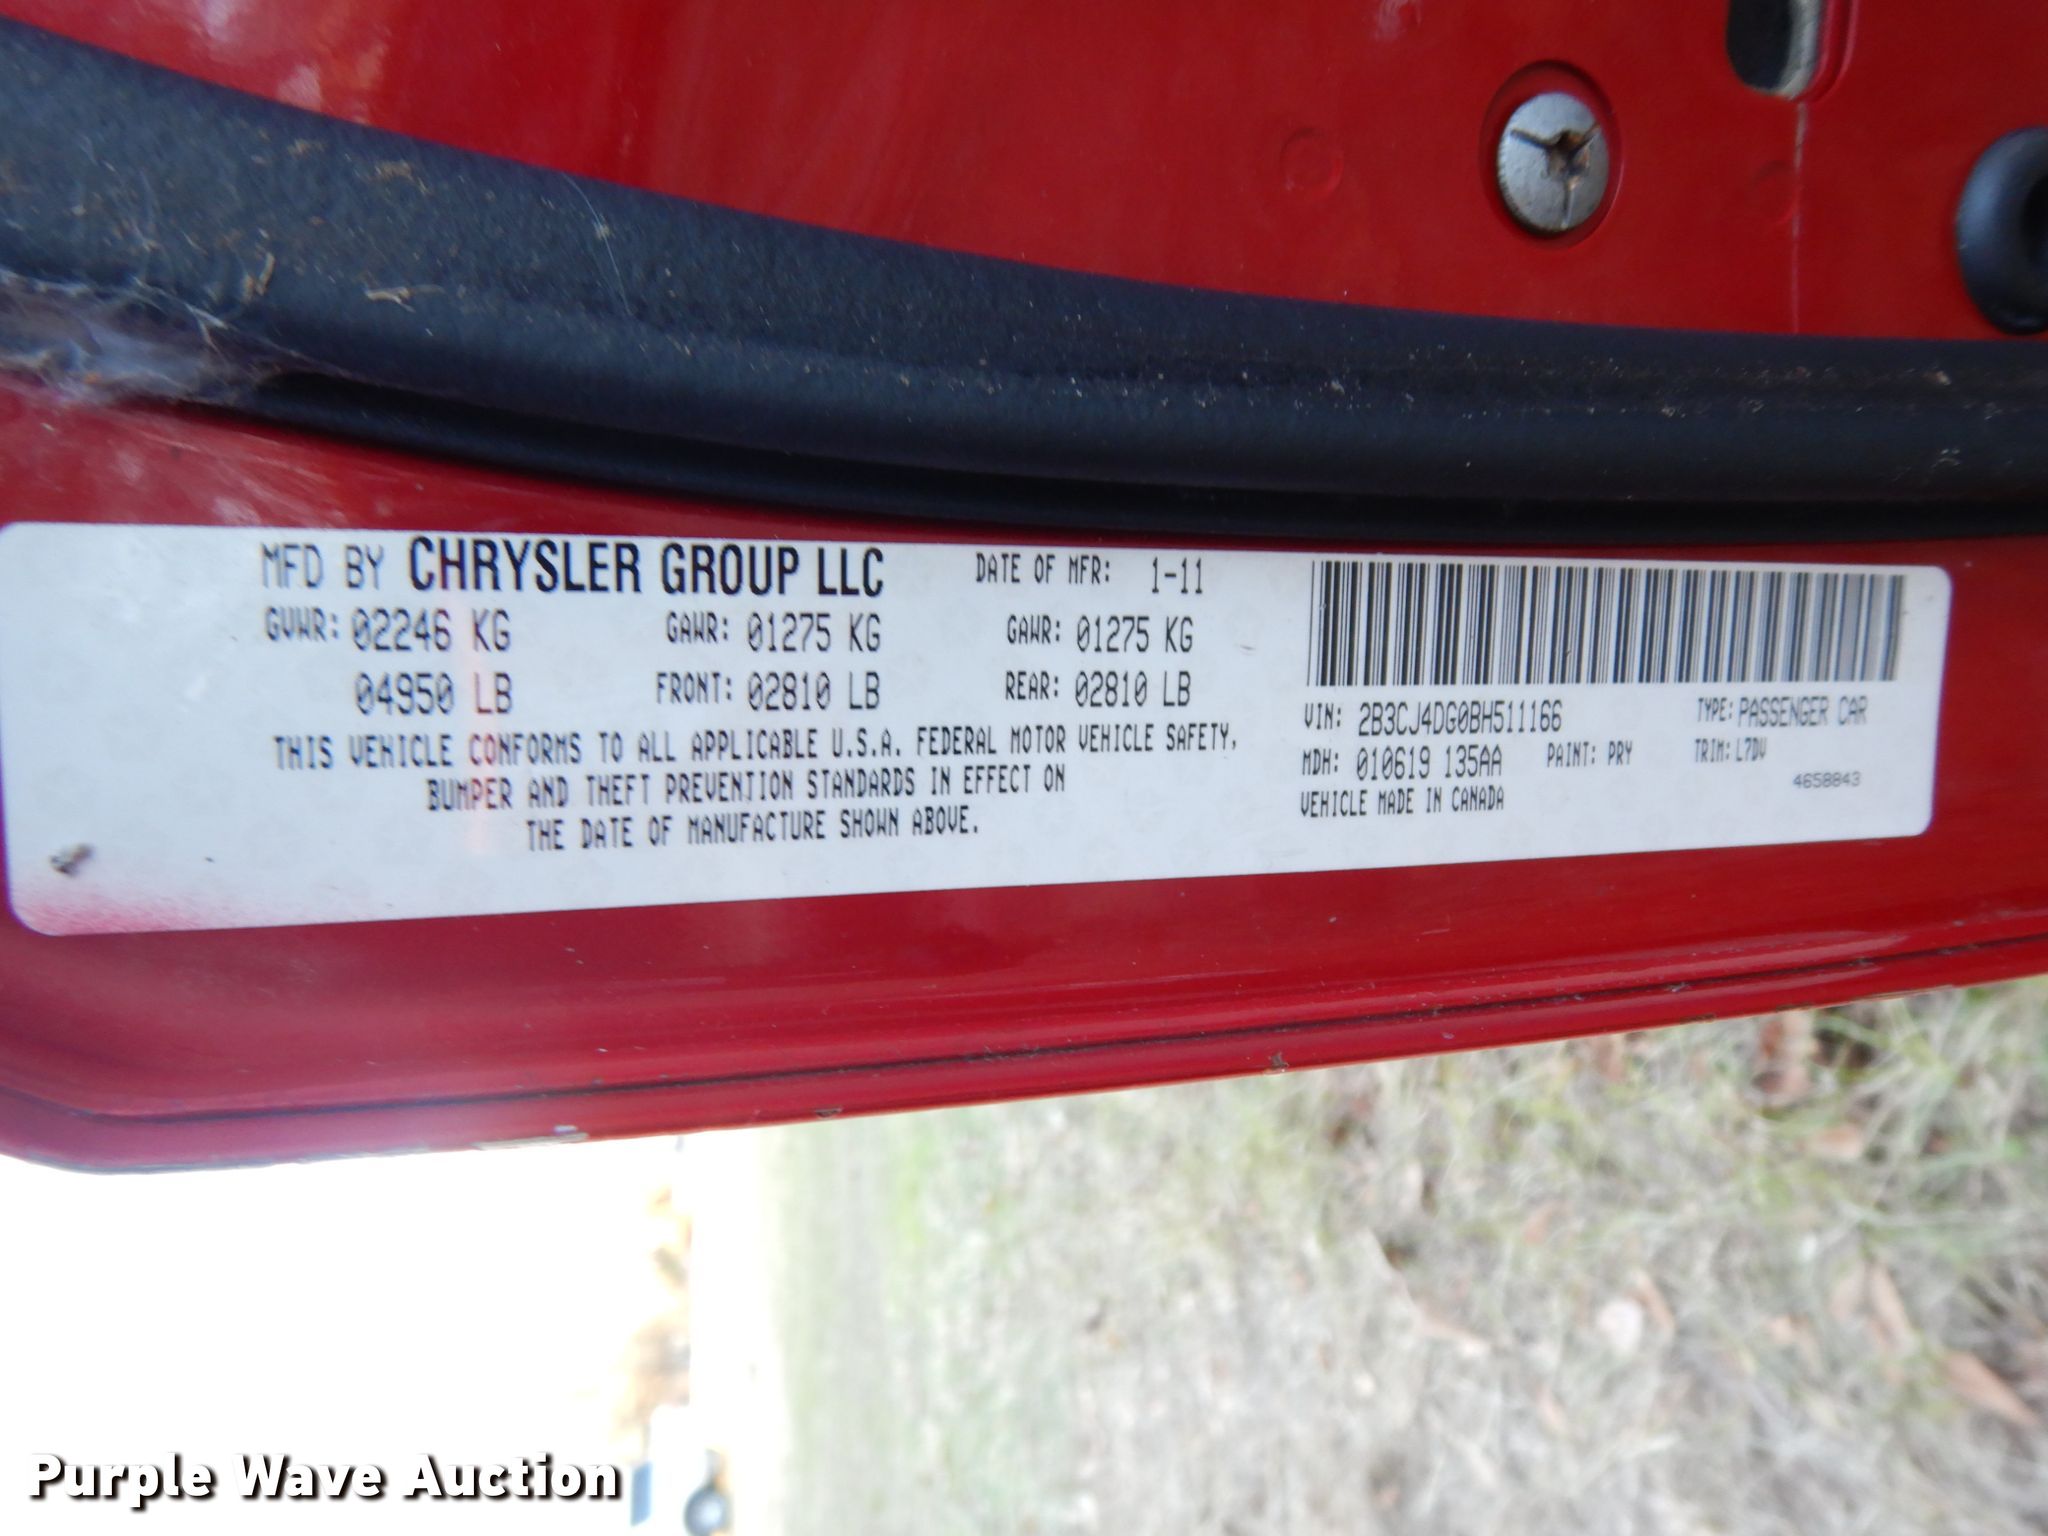 MFD BY CHRYSLER GROUP LLC DATE OF MFR: 1-11
GVWR: 02246 KG GAWR: 01275 KG GAWR: 01275 KG
04950 LB FRONT: 02810 LB REAR: 02810 LB
THIS VEHICLE CONFORMS TO ALL APPLICABLE U.S.A. FEDERAL MOTOR VEHICLE SAFETY,
BUMPER AND THEFT PREVENTION STANDARDS IN EFFECT ON
THE DATE OF MANUFACTURE SHOWN ABOVE.
VIN: 2B3CJ4DG0BH511166 TYPE: PASSENGER CAR
MDH: 010619 135AA PAINT: PRY TRIM: L7DV
VEHICLE MADE IN CANADA 4658843
Purple Wave Auction